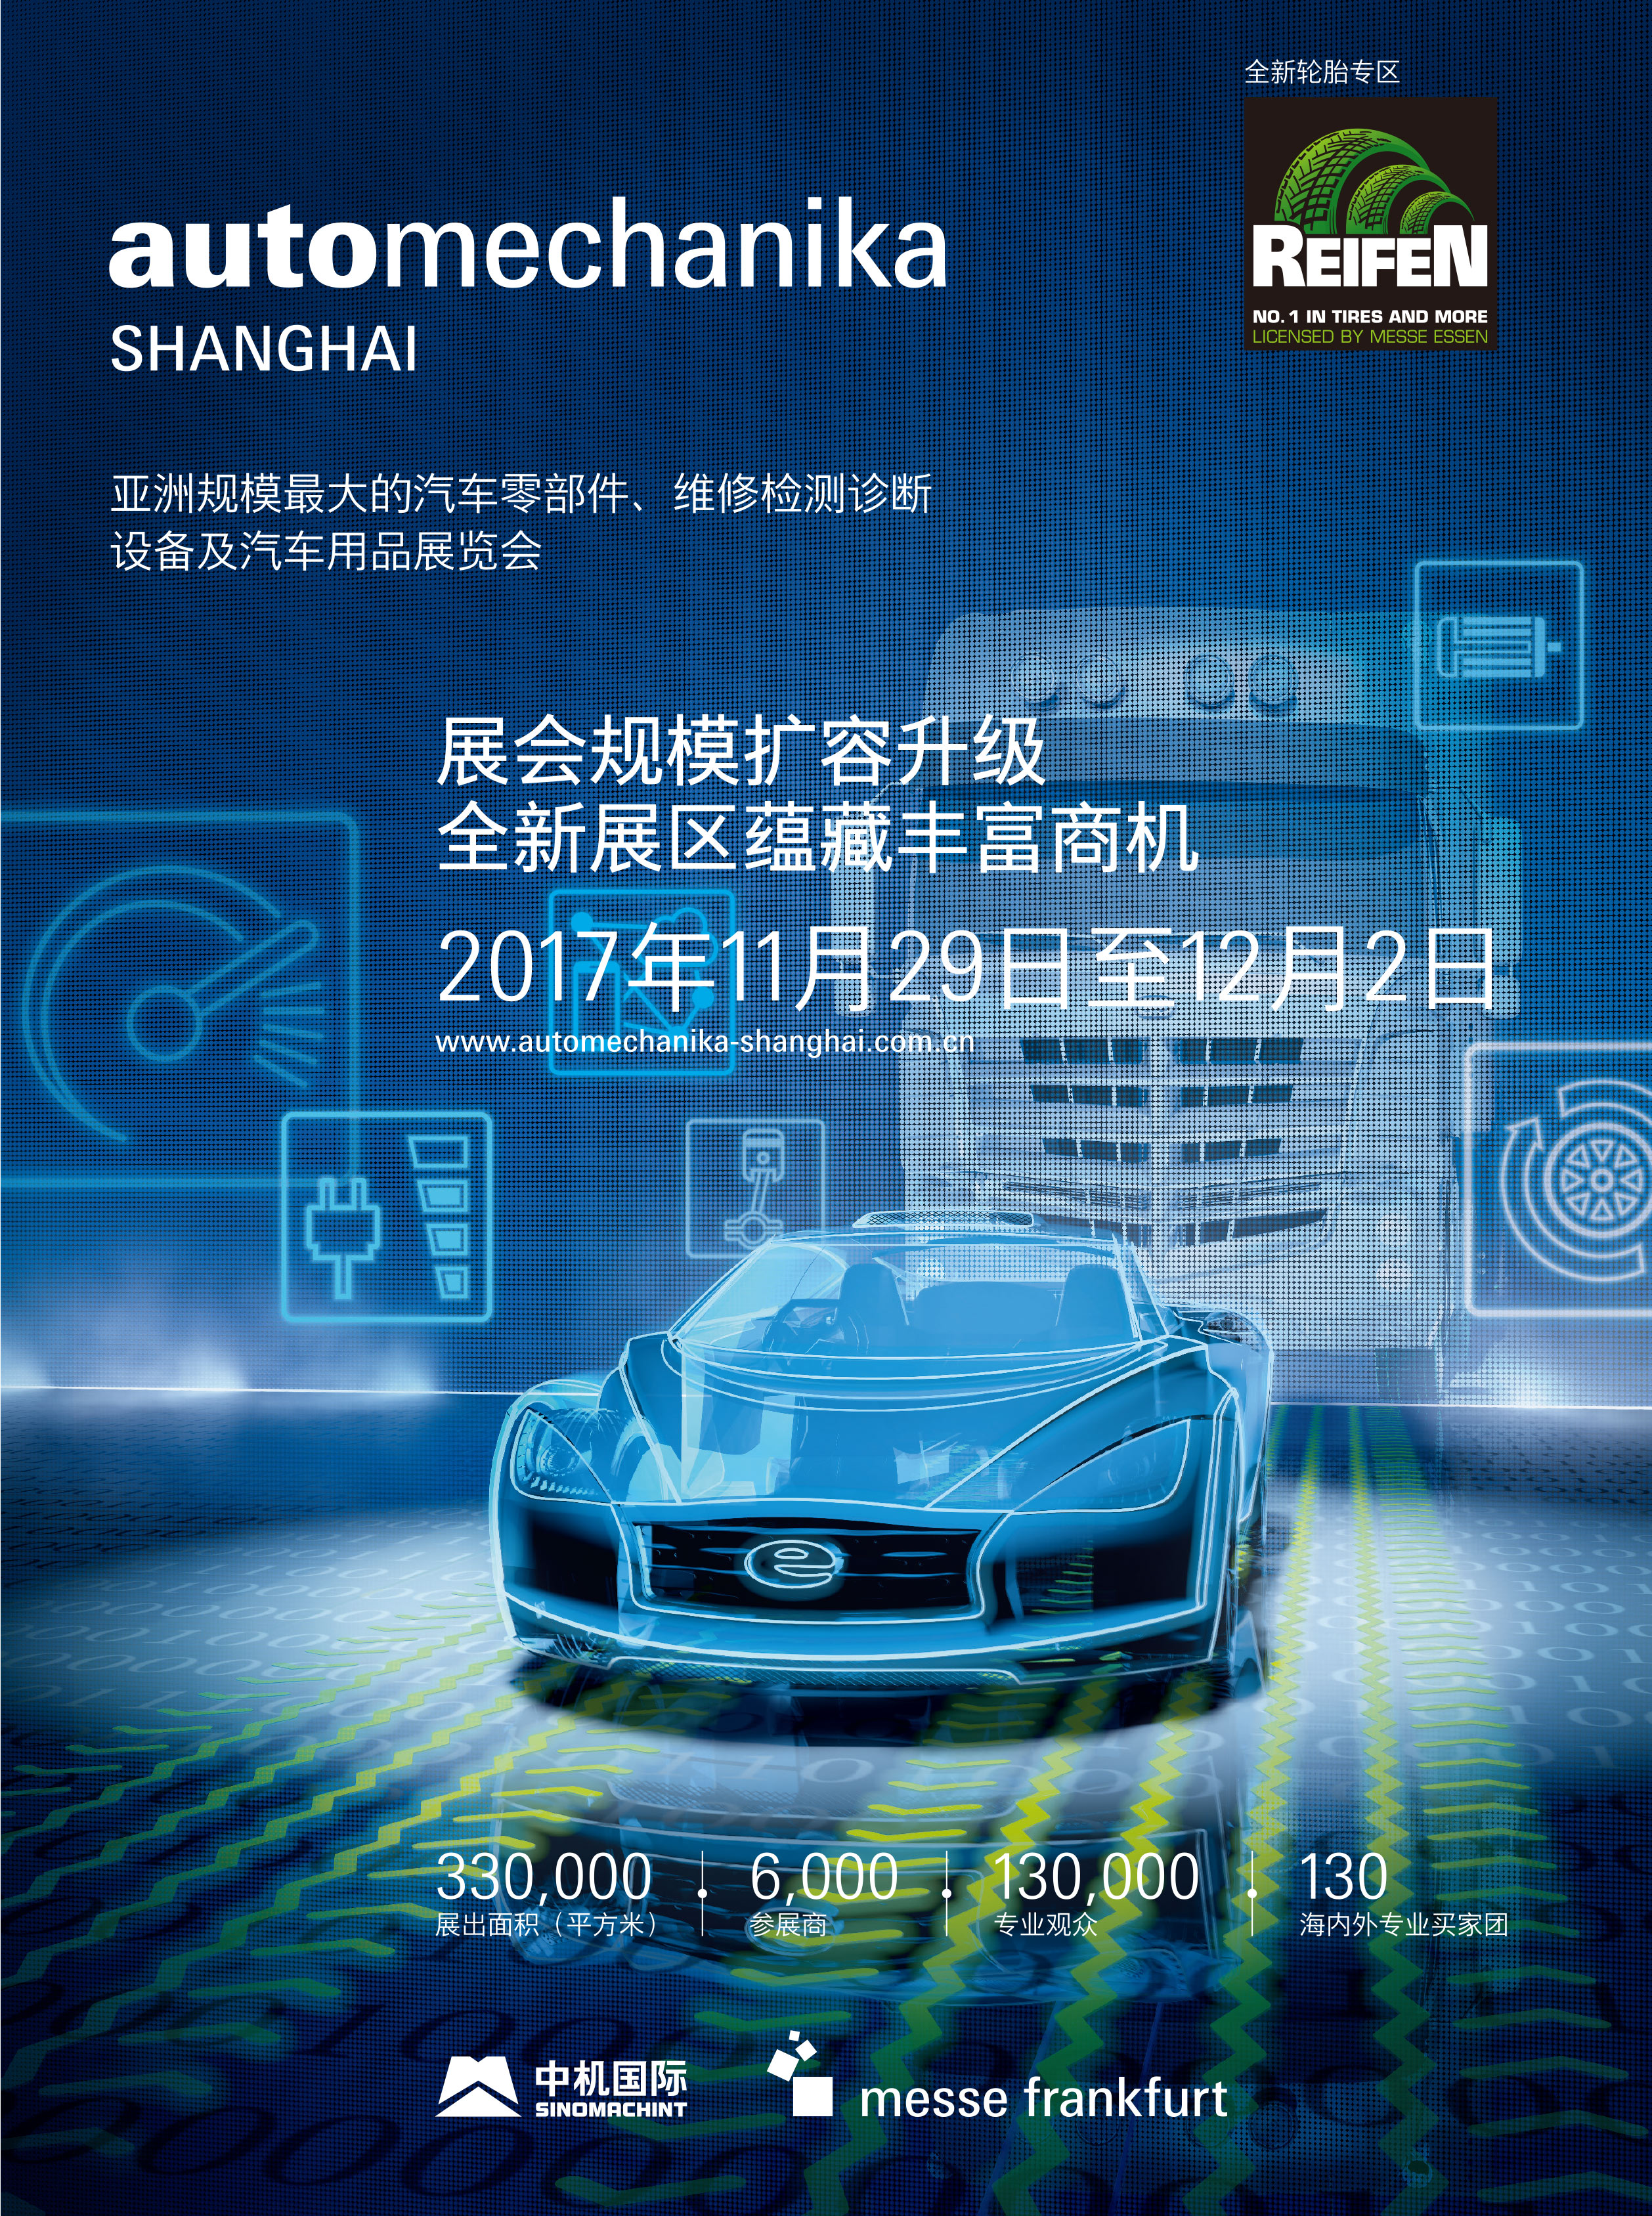 全新轮胎专区
REIFEN
NO. 1 IN TIRES AND MORE
LICENSED BY MESSE ESSEN
automechanika
SHANGHAI
亚洲规模最大的汽车零部件、维修检测诊断
设备及汽车用品展览会
展会规模扩容升级
全新展区蕴藏丰富商机
2017年11月29日至12月2日
www.automechanika-shanghai.com.cn
e
330,000
展出面积（平方米）
6,000
参展商
130,000
专业观众
130
海内外专业买家团
中机国际
SINOMACHINT
messe frankfurt